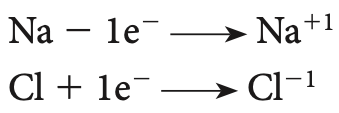 Na − 1e⁻ ⟶ Na⁺¹
Cl + 1e⁻ ⟶ Cl⁻¹